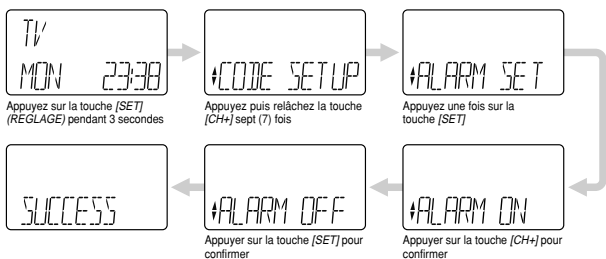 TV
MON 23:38
Appuyez sur la touche [SET]
(REGLAGE) pendant 3 secondes
CODE SETUP
Appuyez puis relâchez la touche
[CH+] sept (7) fois
ALARM SET
Appuyez une fois sur la
touche [SET]
SUCCESS
ALARM OFF
Appuyer sur la touche [SET] pour
confirmer
ALARM ON
Appuyer sur la touche [CH+] pour
confirmer